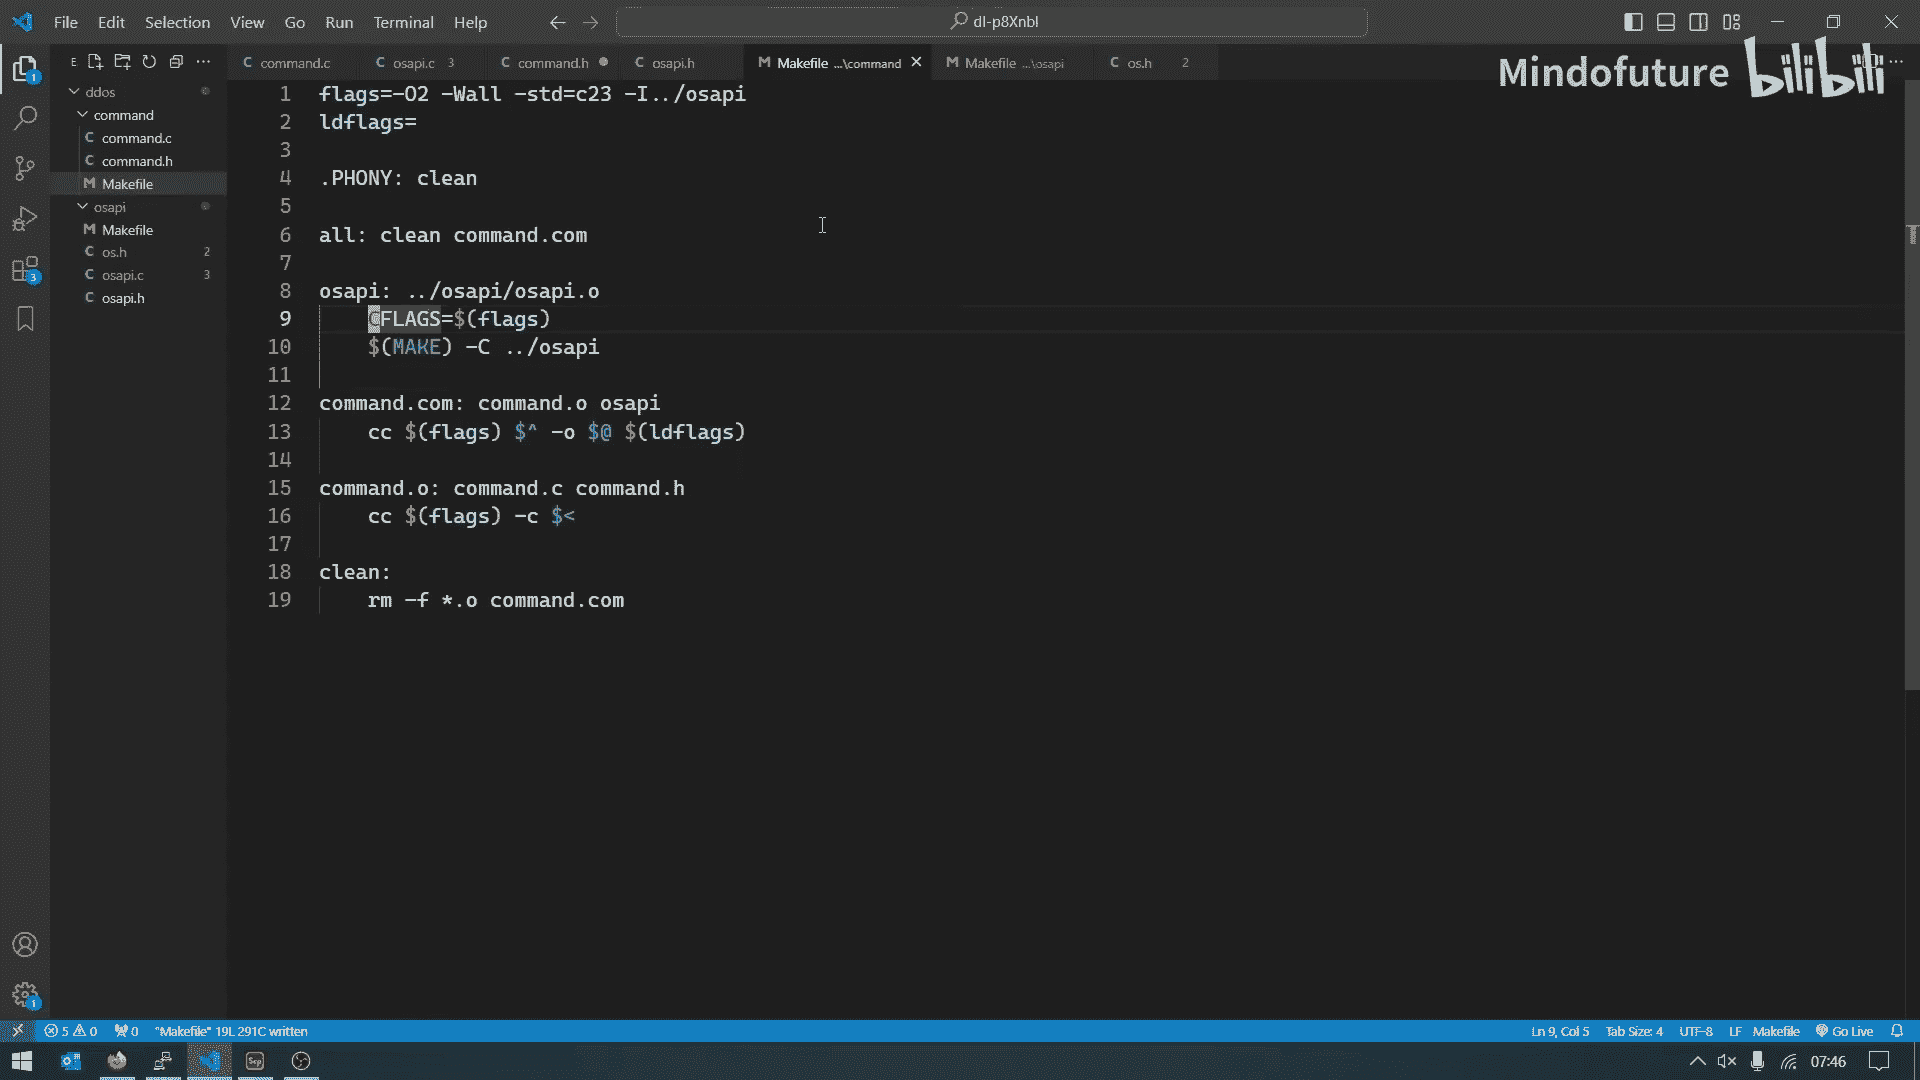 File Edit Selection View Go Run Terminal Help
dl-p8Xnbl
E
command.c
osapi.c 3
command.h
osapi.h
Makefile ...\command
Makefile ...\osapi
os.h 2
Mindofuture bilibili
ddos
command
command.c
command.h
Makefile
osapi
Makefile
os.h 2
osapi.c 3
osapi.h
1 flags=-O2 -Wall -std=c23 -I../osapi
2 ldflags=
3
4 .PHONY: clean
5
6 all: clean command.com
7
8 osapi: ../osapi/osapi.o
9 CFLAGS=$(flags)
10 $(MAKE) -C ../osapi
11
12 command.com: command.o osapi
13 cc $(flags) $^ -o $@ $(ldflags)
14
15 command.o: command.c command.h
16 cc $(flags) -c $<
17
18 clean:
19 rm -f *.o command.com
1
3
1
5 0 0 "Makefile" 19L 291C written
Ln 9, Col 5 Tab Size: 4 UTF-8 LF Makefile Go Live
07:46